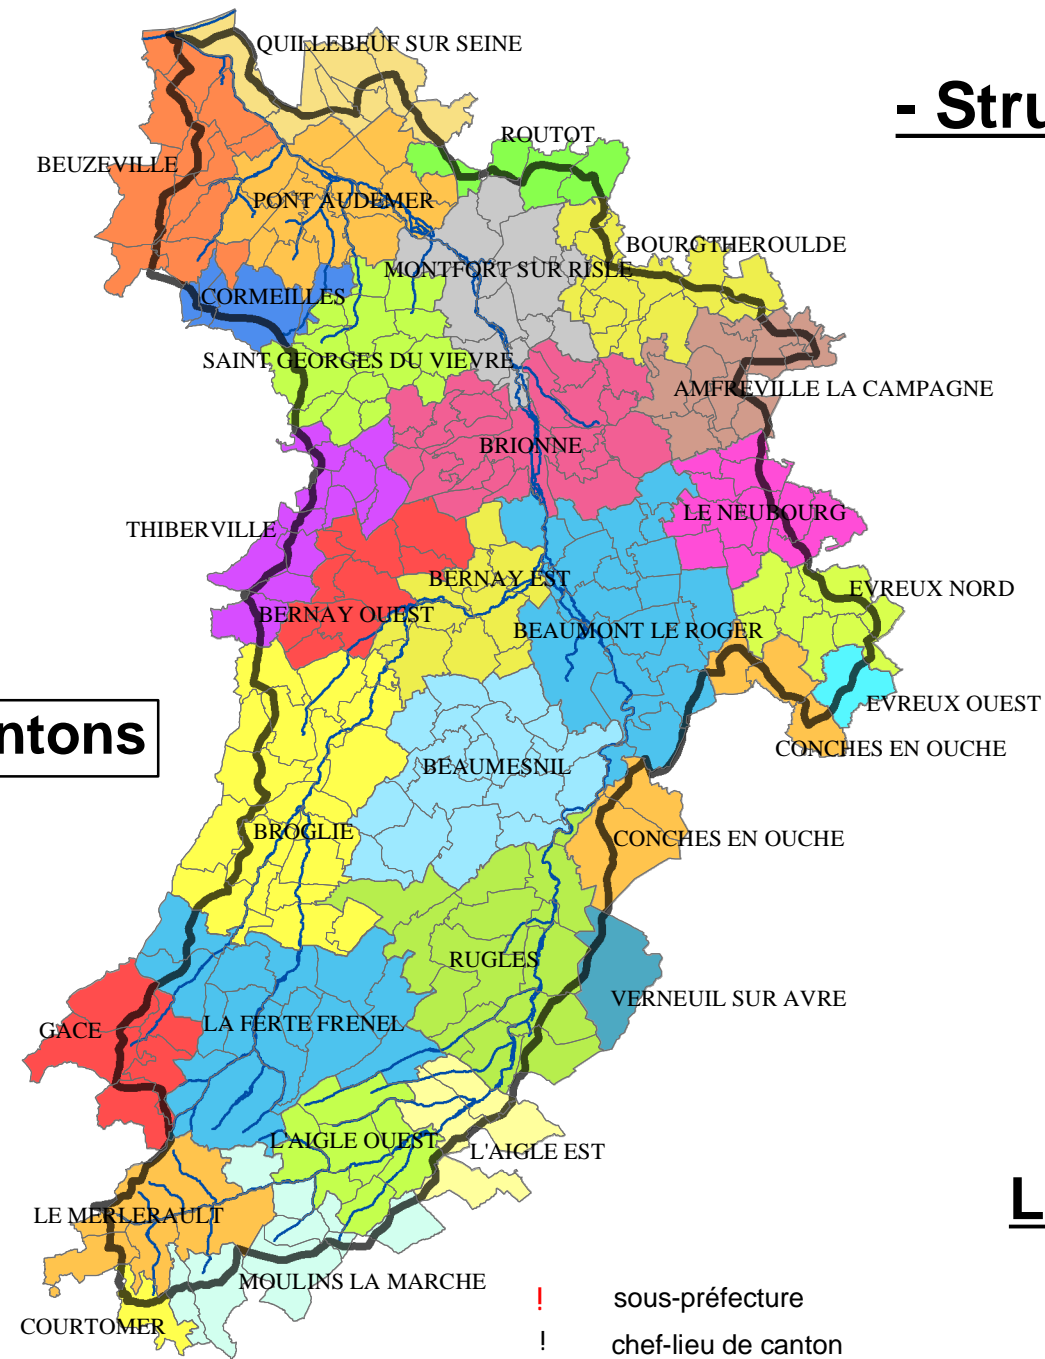 QUILLEBEUF SUR SEINE
- Stru
ROUTOT
BEUZEVILLE
PONT AUDEMER
BOURGTHEROULDE
MONTFORT SUR RISLE
CORMEILLES
SAINT GEORGES DU VIEVRE
AMFREVILLE LA CAMPAGNE
BRIONNE
LE NEUBOURG
THIBERVILLE
BERNAY EST
EVREUX NORD
BERNAY OUEST
BEAUMONT LE ROGER
EVREUX OUEST
ntons
CONCHES EN OUCHE
BEAUMESNIL
BROGLIE
CONCHES EN OUCHE
RUGLES
VERNEUIL SUR AVRE
GACE
LA FERTE FRENEL
L'AIGLE OUEST
L'AIGLE EST
L
LE MERLERAULT
MOULINS LA MARCHE
! sous-préfecture
COURTOMER
! chef-lieu de canton